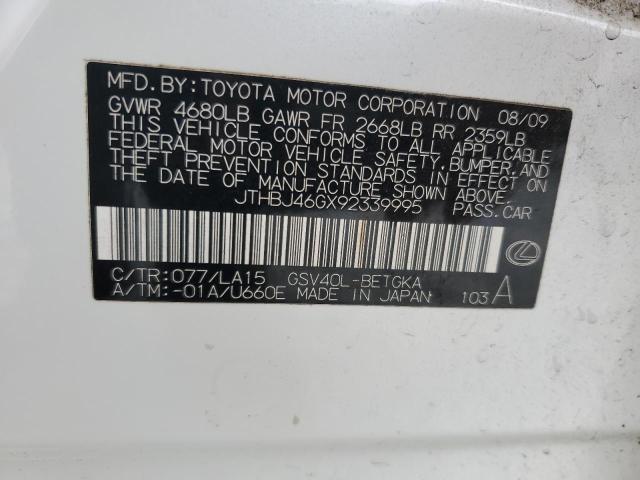 MFD. BY: TOYOTA MOTOR CORPORATION 08/09
GVWR 4680LB GAWR FR 2668LB RR 2359LB
THIS VEHICLE CONFORMS TO ALL APPLICABLE
FEDERAL MOTOR VEHICLE SAFETY, BUMPER, AND
THEFT PREVENTION STANDARDS IN EFFECT ON
THE DATE OF MANUFACTURE SHOWN ABOVE.
JTHBJ46GX92339995 PASS. CAR
C/TR: 077/LA15 GSV40L-BETGKA
A/TM: -01A/U660E MADE IN JAPAN 103 A